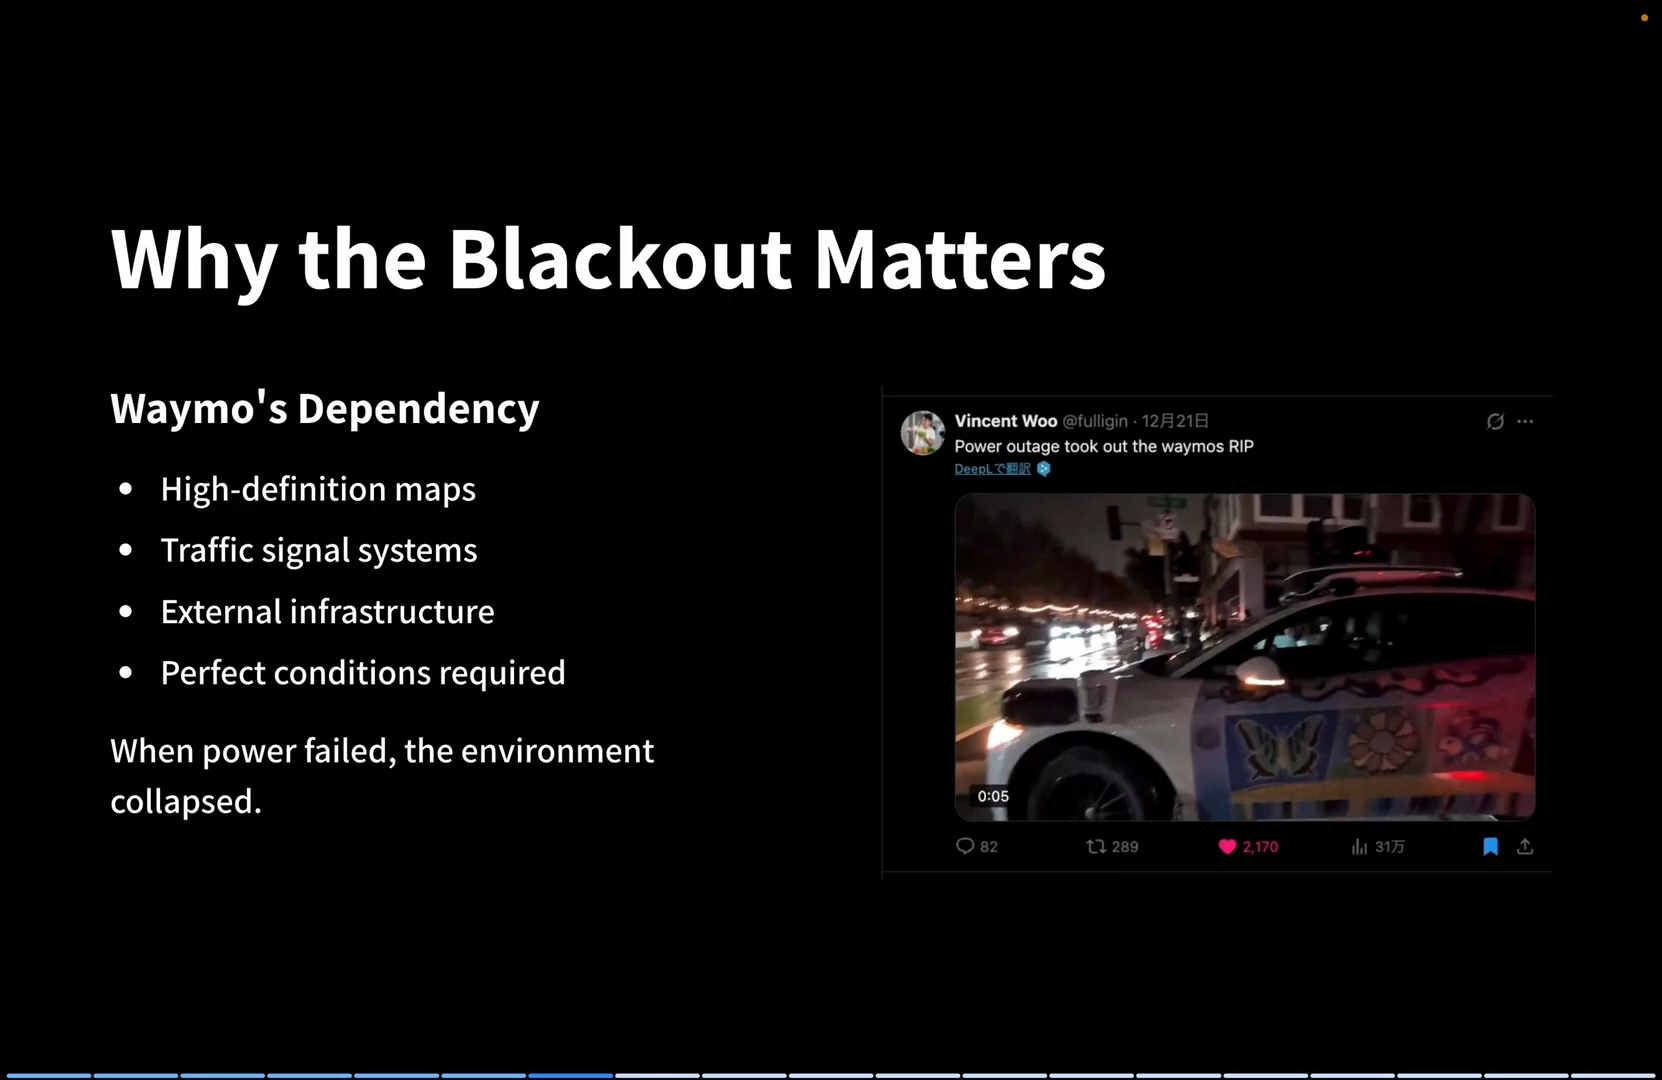 Why the Blackout Matters
Waymo's Dependency
• High-definition maps
• Traffic signal systems
• External infrastructure
• Perfect conditions required
When power failed, the environment
collapsed.
Vincent Woo @fulligin · 12月21日
Power outage took out the waymos RIP
DeepLで翻訳
0:05
82 289 2,170 31万